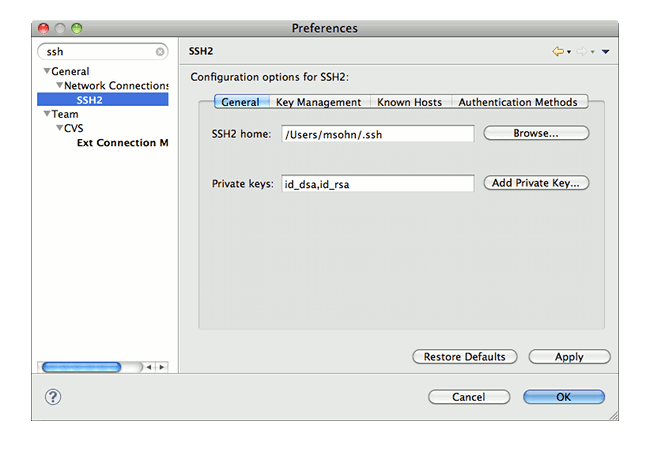 Preferences
ssh
SSH2
General
Network Connections
SSH2
Team
CVS
Ext Connection M
Configuration options for SSH2:
General Key Management Known Hosts Authentication Methods
SSH2 home: /Users/msohn/.ssh Browse...
Private keys: id_dsa,id_rsa Add Private Key...
Restore Defaults Apply
? Cancel OK